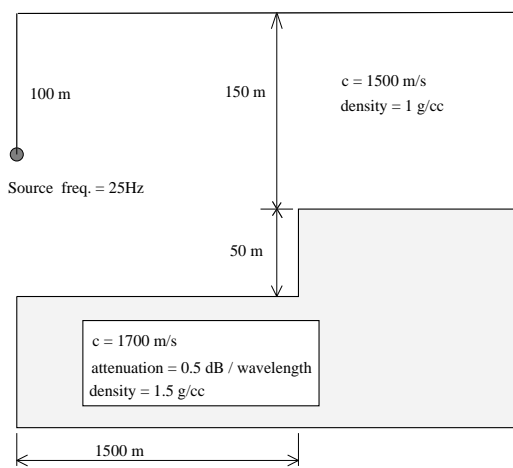 100 m
150 m
c = 1500 m/s
density = 1 g/cc
Source freq. = 25Hz
50 m
c = 1700 m/s
attenuation = 0.5 dB / wavelength
density = 1.5 g/cc
1500 m